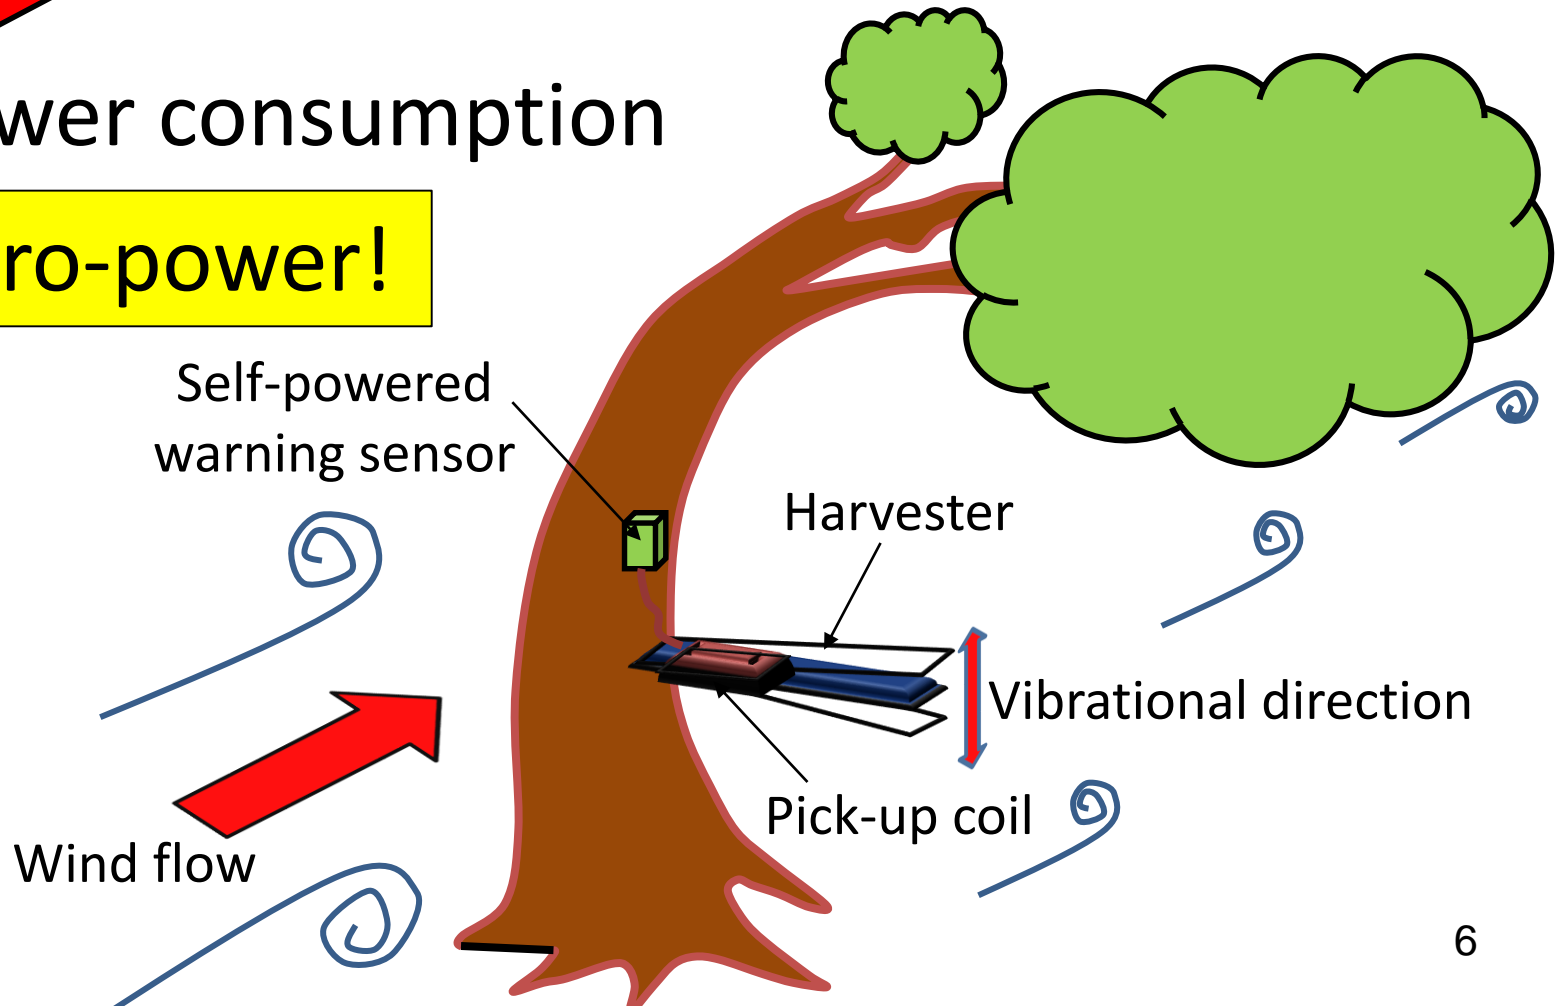 wer consumption
ro-power!
Self-powered
warning sensor
Harvester
Vibrational direction
Pick-up coil
Wind flow
6